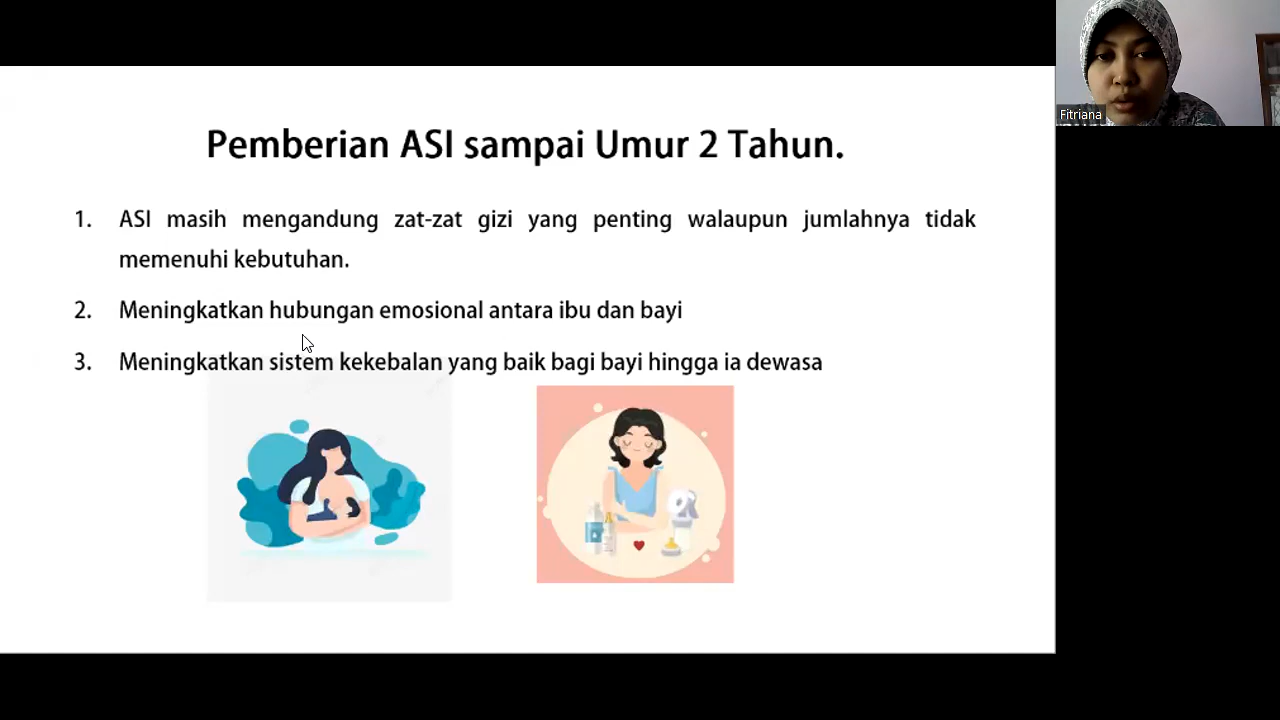 Pemberian ASI sampai Umur 2 Tahun.
1. ASI masih mengandung zat-zat gizi yang penting walaupun jumlahnya tidak
memenuhi kebutuhan.
2. Meningkatkan hubungan emosional antara ibu dan bayi
3. Meningkatkan sistem kekebalan yang baik bagi bayi hingga ia dewasa
Fitriana